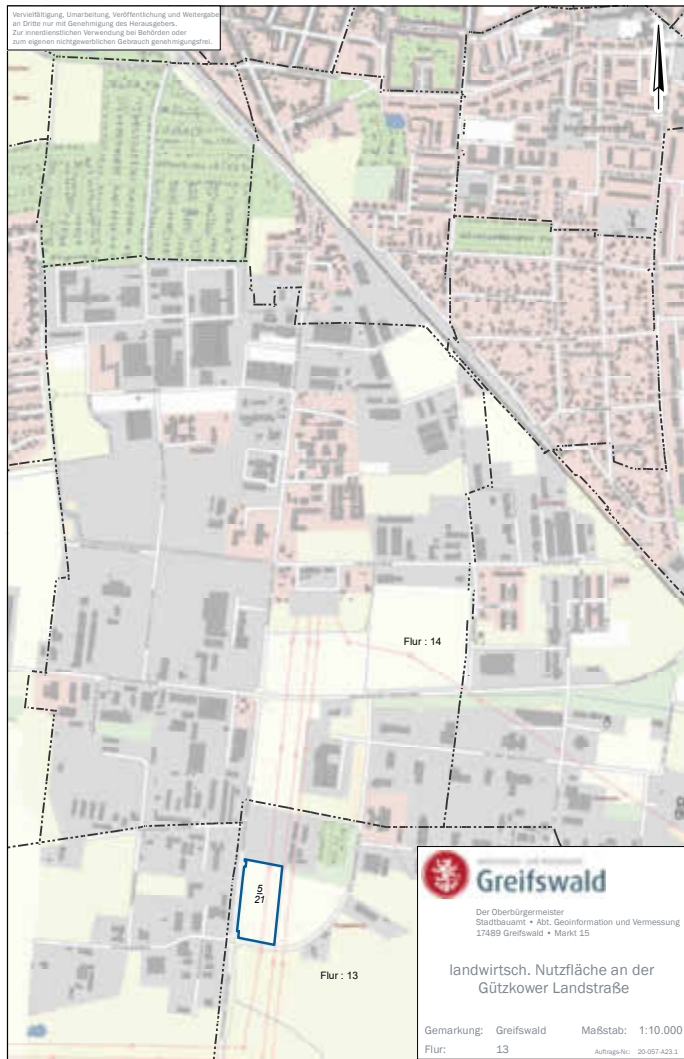 Vervielfältigung, Umarbeitung, Veröffentlichung und Weitergabe
an Dritte nur mit Genehmigung des Herausgebers.
Zur innerdienstlichen Verwendung bei Behörden oder
zum eigenen nichtgewerblichen Gebrauch genehmigungsfrei.
Flur : 14
5
21
Flur : 13
Greifswald
Der Oberbürgermeister
Stadtbauamt • Abt. Geoinformation und Vermessung
17489 Greifswald • Markt 15
landwirtsch. Nutzfläche an der
Gützkower Landstraße
Gemarkung: Greifswald Maßstab: 1:10.000
Flur: 13 Auftrags-Nr.: 20-057-A23.1